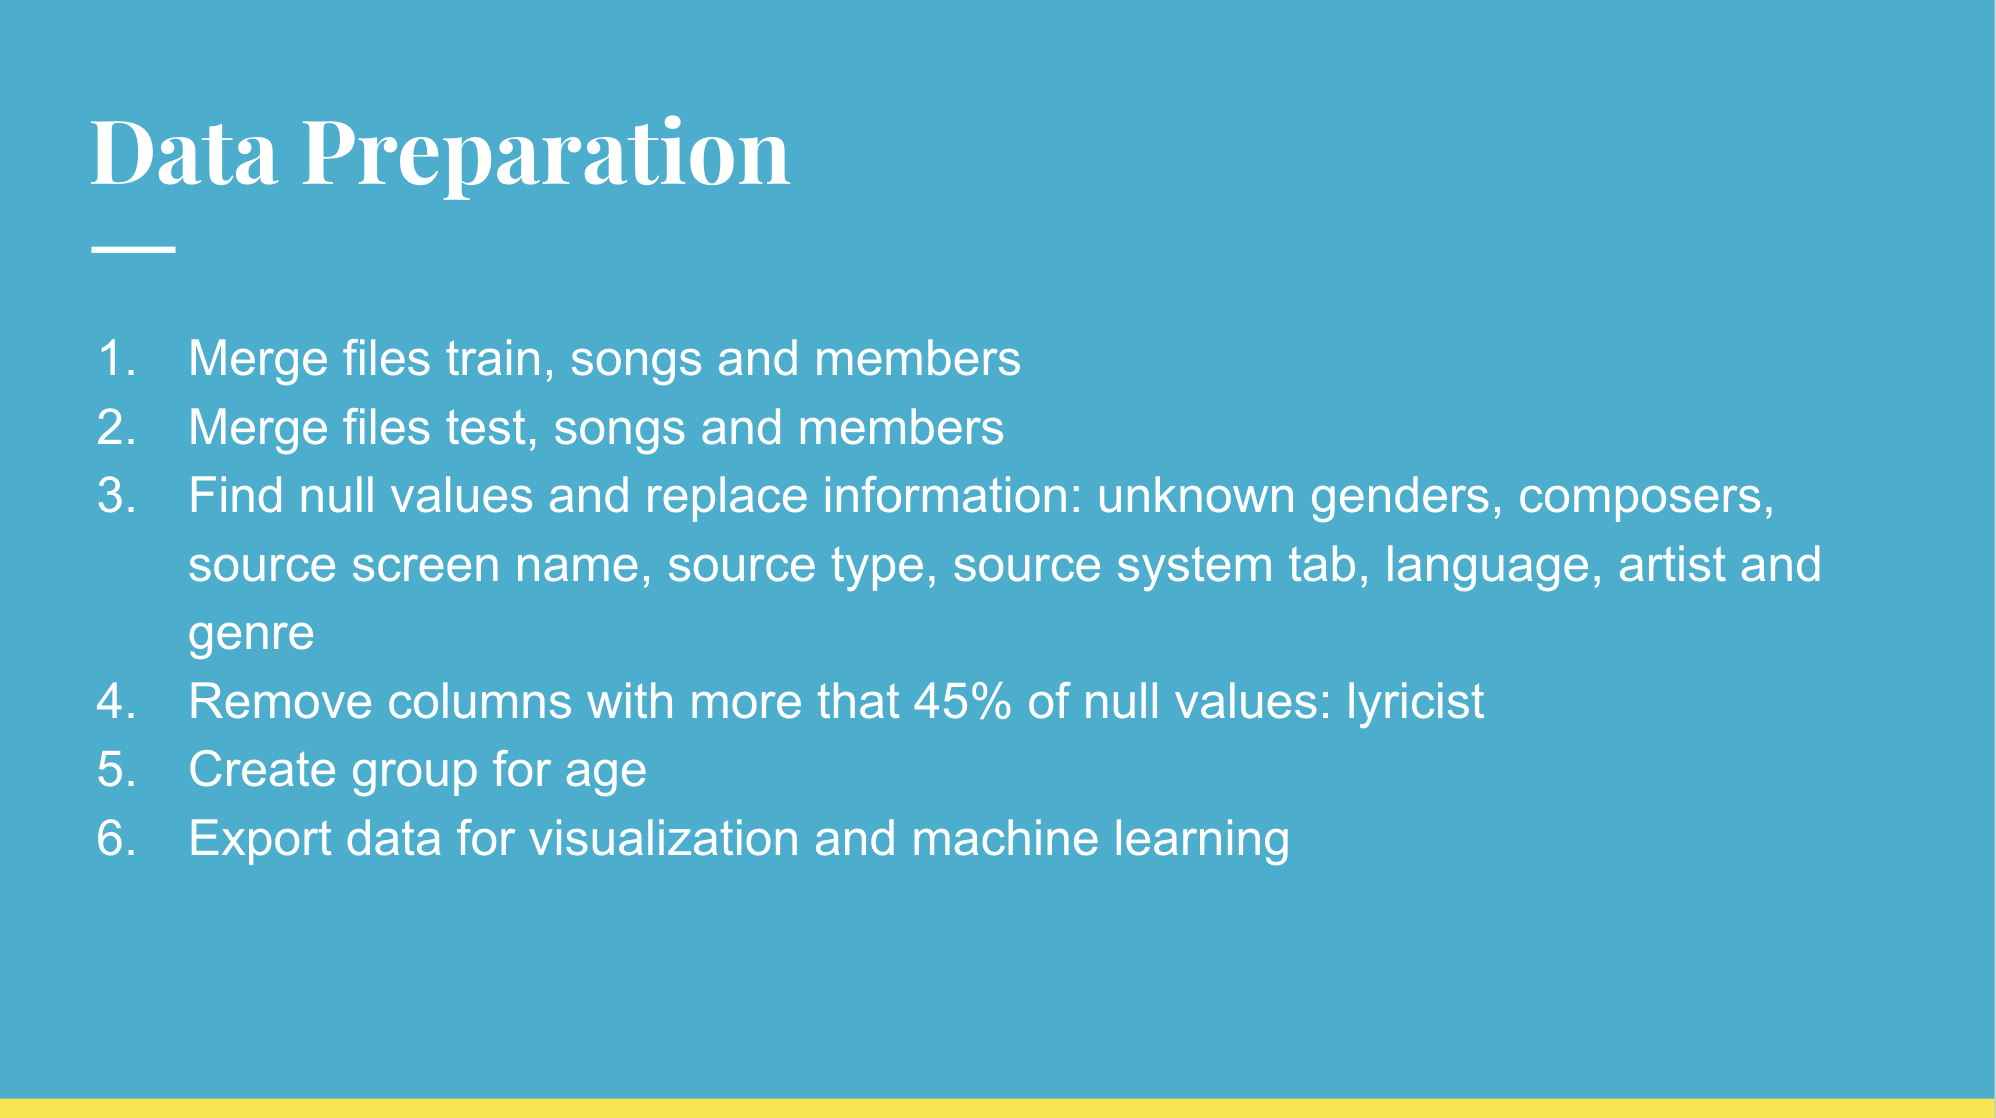 Data Preparation
1. Merge files train, songs and members
2. Merge files test, songs and members
3. Find null values and replace information: unknown genders, composers,
source screen name, source type, source system tab, language, artist and
genre
4. Remove columns with more that 45% of null values: lyricist
5. Create group for age
6. Export data for visualization and machine learning